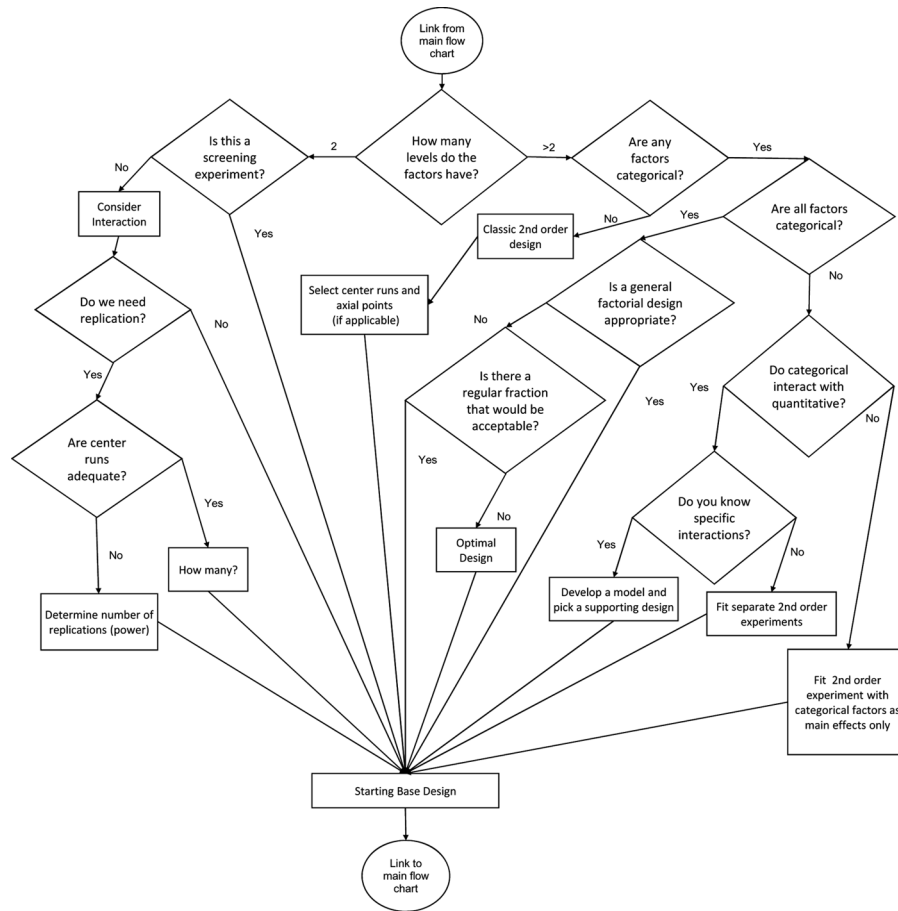 Link from
main flow
chart
Is this a
screening
experiment?
2
How many
levels do the
factors have?
>2
Are any
factors
categorical?
Yes
No
Consider
Interaction
Yes
No
Classic 2nd order
design
Yes
Are all factors
categorical?
Do we need
replication?
No
Select center runs and
axial points
(if applicable)
Is a general
factorial design
appropriate?
No
No
Yes
Is there a
regular fraction
that would be
acceptable?
Yes
Yes
Do categorical
interact with
quantitative?
No
Are center
runs
adequate?
Yes
Yes
No
Do you know
specific
interactions?
No
How many?
Optimal
Design
Yes
No
Determine number of
replications (power)
Develop a model and
pick a supporting design
Fit separate 2nd order
experiments
Fit 2nd order
experiment with
categorical factors as
main effects only
Starting Base Design
Link to
main flow
chart